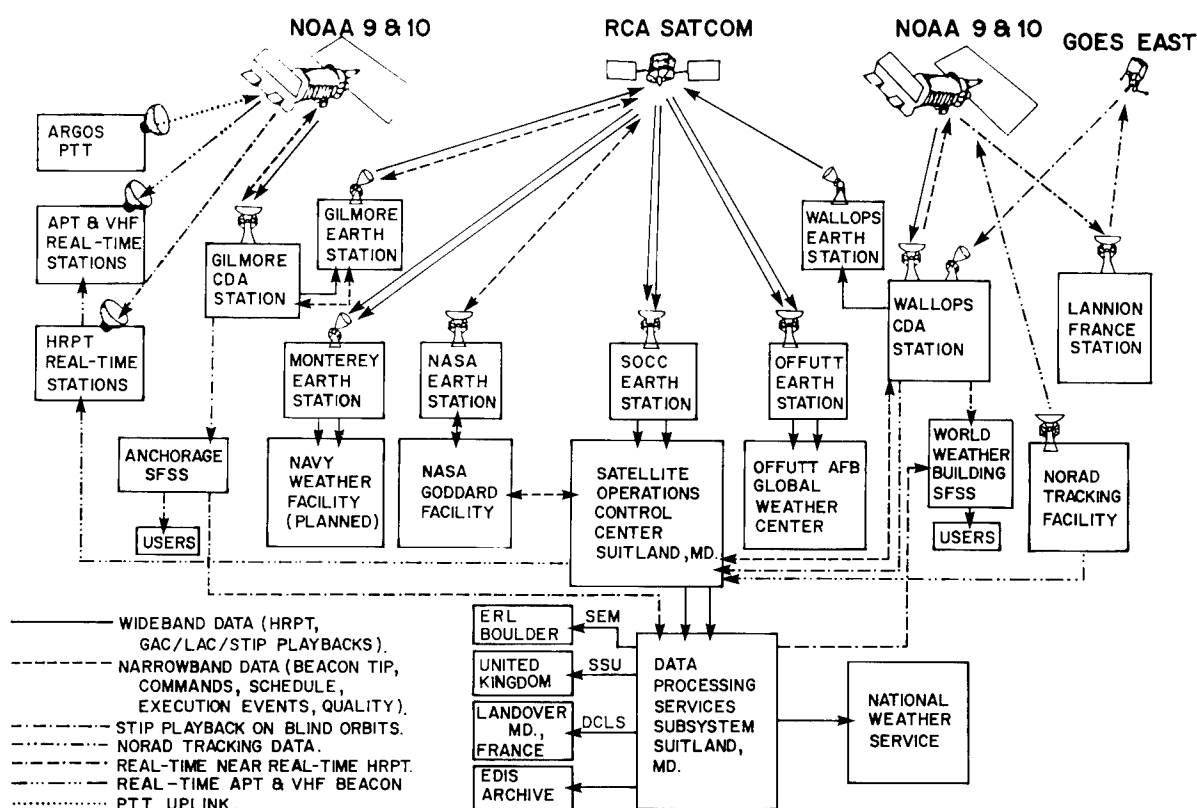 NOAA 9 & 10
RCA SATCOM
NOAA 9 & 10
GOES EAST
ARGOS
PTT
APT & VHF
REAL-TIME
STATIONS
HRPT
REAL-TIME
STATIONS
GILMORE
CDA
STATION
GILMORE
EARTH
STATION
WALLOPS
EARTH
STATION
WALLOPS
CDA
STATION
LANNION
FRANCE
STATION
MONTEREY
EARTH
STATION
NASA
EARTH
STATION
SOCC
EARTH
STATION
OFFUTT
EARTH
STATION
ANCHORAGE
SFSS
USERS
NAVY
WEATHER
FACILITY
(PLANNED)
NASA
GODDARD
FACILITY
SATELLITE
OPERATIONS
CONTROL
CENTER
SUITLAND, MD.
OFFUTT AFB
GLOBAL
WEATHER
CENTER
WORLD
WEATHER
BUILDING
SFSS
USERS
NORAD
TRACKING
FACILITY
ERL
BOULDER
SEM
UNITED
KINGDOM
SSU
LANDOVER
MD.,
FRANCE
DCLS
EDIS
ARCHIVE
DATA
PROCESSING
SERVICES
SUBSYSTEM
SUITLAND,
MD.
NATIONAL
WEATHER
SERVICE
WIDEBAND DATA (HRPT,
GAC/LAC/STIP PLAYBACKS).
NARROWBAND DATA (BEACON TIP,
COMMANDS, SCHEDULE,
EXECUTION EVENTS, QUALITY).
STIP PLAYBACK ON BLIND ORBITS.
NORAD TRACKING DATA.
REAL-TIME NEAR REAL-TIME HRPT.
REAL-TIME APT & VHF BEACON
PTT UPLINK